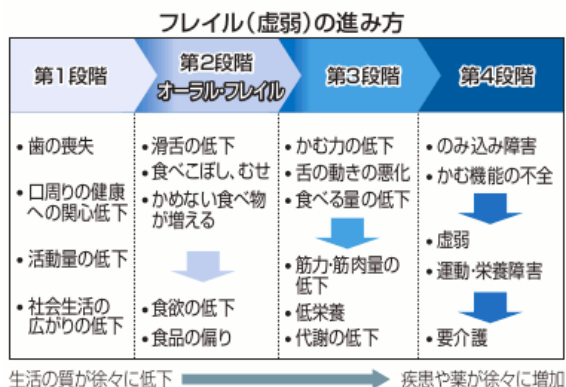 フレイル(虚弱)の進み方
第1段階
第2段階
オーラル・フレイル
第3段階
第4段階
• 歯の喪失
• 口周りの健康
への関心低下
• 活動量の低下
• 社会生活の
広がりの低下
• 滑舌の低下
• 食べこぼし、むせ
• かめない食べ物
が増える
• 食欲の低下
• 食品の偏り
• かむ力の低下
• 舌の動きの悪化
• 食べる量の低下
• 筋力・筋肉量の
低下
• 低栄養
• 代謝の低下
• のみ込み障害
• かむ機能の不全
• 虚弱
• 運動・栄養障害
• 要介護
生活の質が徐々に低下
疾患や薬が徐々に増加